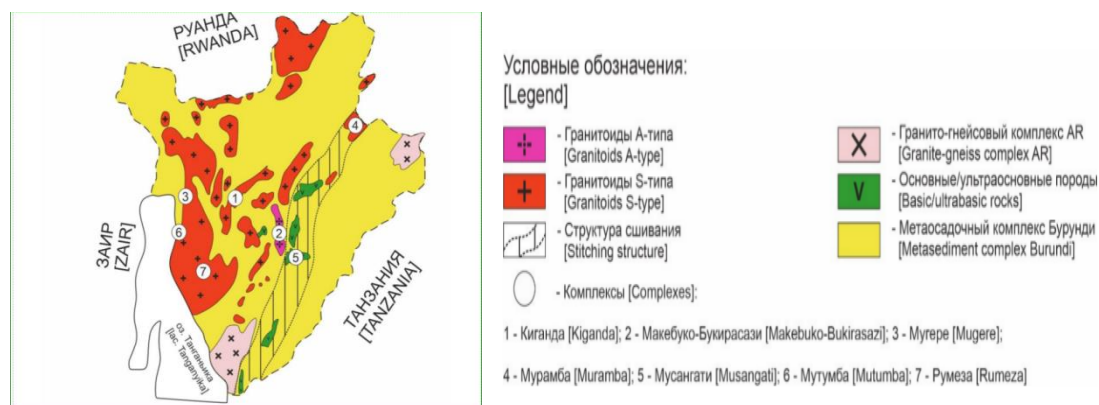 РУАНДА
[RWANDA]
ЗАИР
[ZAIR]
ТАНЗАНИЯ
[TANZANIA]
оз. Танганьика
[lac. Tanganyika]
4
3
1
6
2
5
7
Условные обозначения:
[Legend]
- Гранитоиды А-типа
[Granitoids A-type]
- Гранитоиды S-типа
[Granitoids S-type]
- Структура сшивания
[Stitching structure]
- Комплексы [Complexes]:
- Гранито-гнейсовый комплекс AR
[Granite-gneiss complex AR]
V
- Основные/ультраосновные породы
[Basic/ultrabasic rocks]
- Метаосадочный комплекс Бурунди
[Metasediment complex Burundi]
1 - Киганда [Kiganda]; 2 - Макебуко-Букирасази [Makebuko-Bukirasazi]; 3 - Мугере [Mugere];
4 - Мурамба [Muramba]; 5 - Мусангати [Musangati]; 6 - Мутумба [Mutumba]; 7 - Румеза [Rumeza]